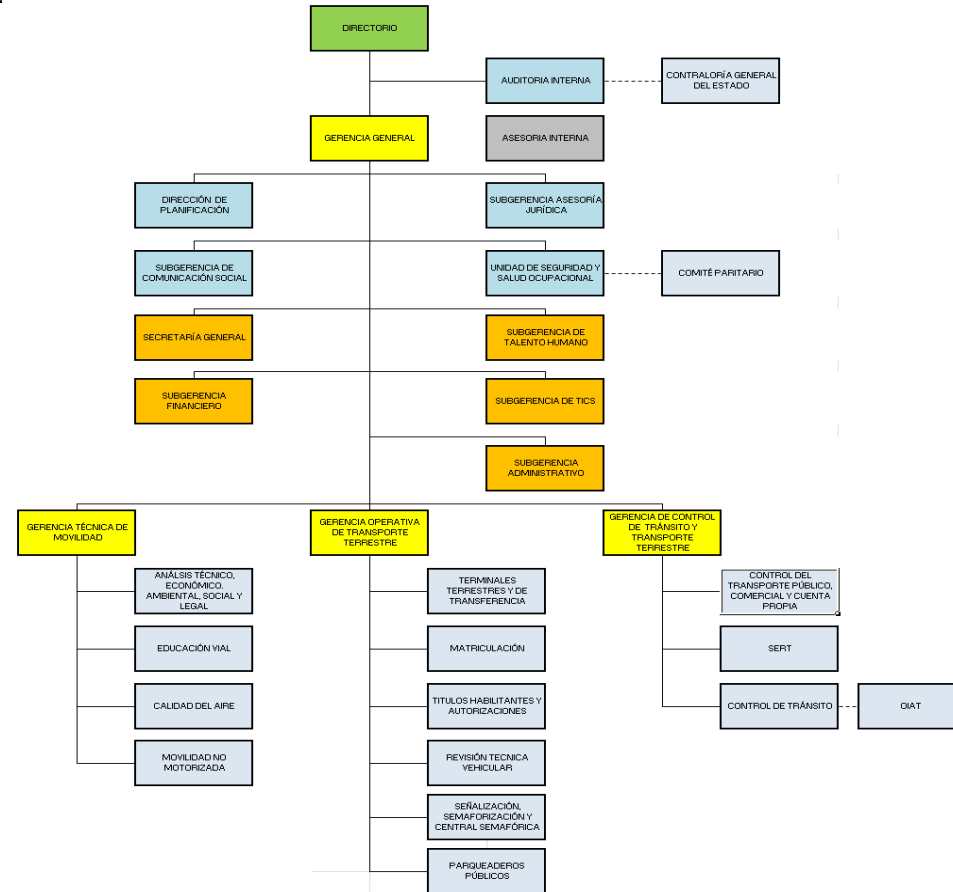 DIRECTORIO
AUDITORIA INTERNA
CONTRALORÍA GENERAL
DEL ESTADO
GERENCIA GENERAL
ASESORIA INTERNA
DIRECCIÓN DE
PLANIFICACIÓN
SUBGERENCIA ASESORÍA
JURÍDICA
SUBGERENCIA DE
COMUNICACIÓN SOCIAL
UNIDAD DE SEGURIDAD Y
SALUD OCUPACIONAL
COMITÉ PARITARIO
SECRETARÍA GENERAL
SUBGERENCIA DE
TALENTO HUMANO
SUBGERENCIA
FINANCIERO
SUBGERENCIA DE TICS
SUBGERENCIA
ADMINISTRATIVO
GERENCIA TÉCNICA DE
MOVILIDAD
GERENCIA OPERATIVA
DE TRANSPORTE
TERRESTRE
GERENCIA DE CONTROL
DE TRÁNSITO Y
TRANSPORTE
TERRESTRE
ANÁLSIS TÉCNICO,
ECONÓMICO.
AMBIENTAL, SOCIAL Y
LEGAL
TERMINALES
TERRESTRES Y DE
TRANSFERENCIA
CONTROL DEL
TRANSPORTE PÚBLICO,
COMERCIAL Y CUENTA
PROPIA
EDUCACIÓN VIAL
MATRICULACIÓN
SERT
CALIDAD DEL AIRE
TITULOS HABILITANTES Y
AUTORIZACIONES
CONTROL DE TRÁNSITO
OIAT
MOVILIDAD NO
MOTORIZADA
REVISIÓN TECNICA
VEHICULAR
SEÑALIZACIÓN,
SEMAFORIZACIÓN Y
CENTRAL SEMAFÓRICA
PARQUEADEROS
PÚBLICOS